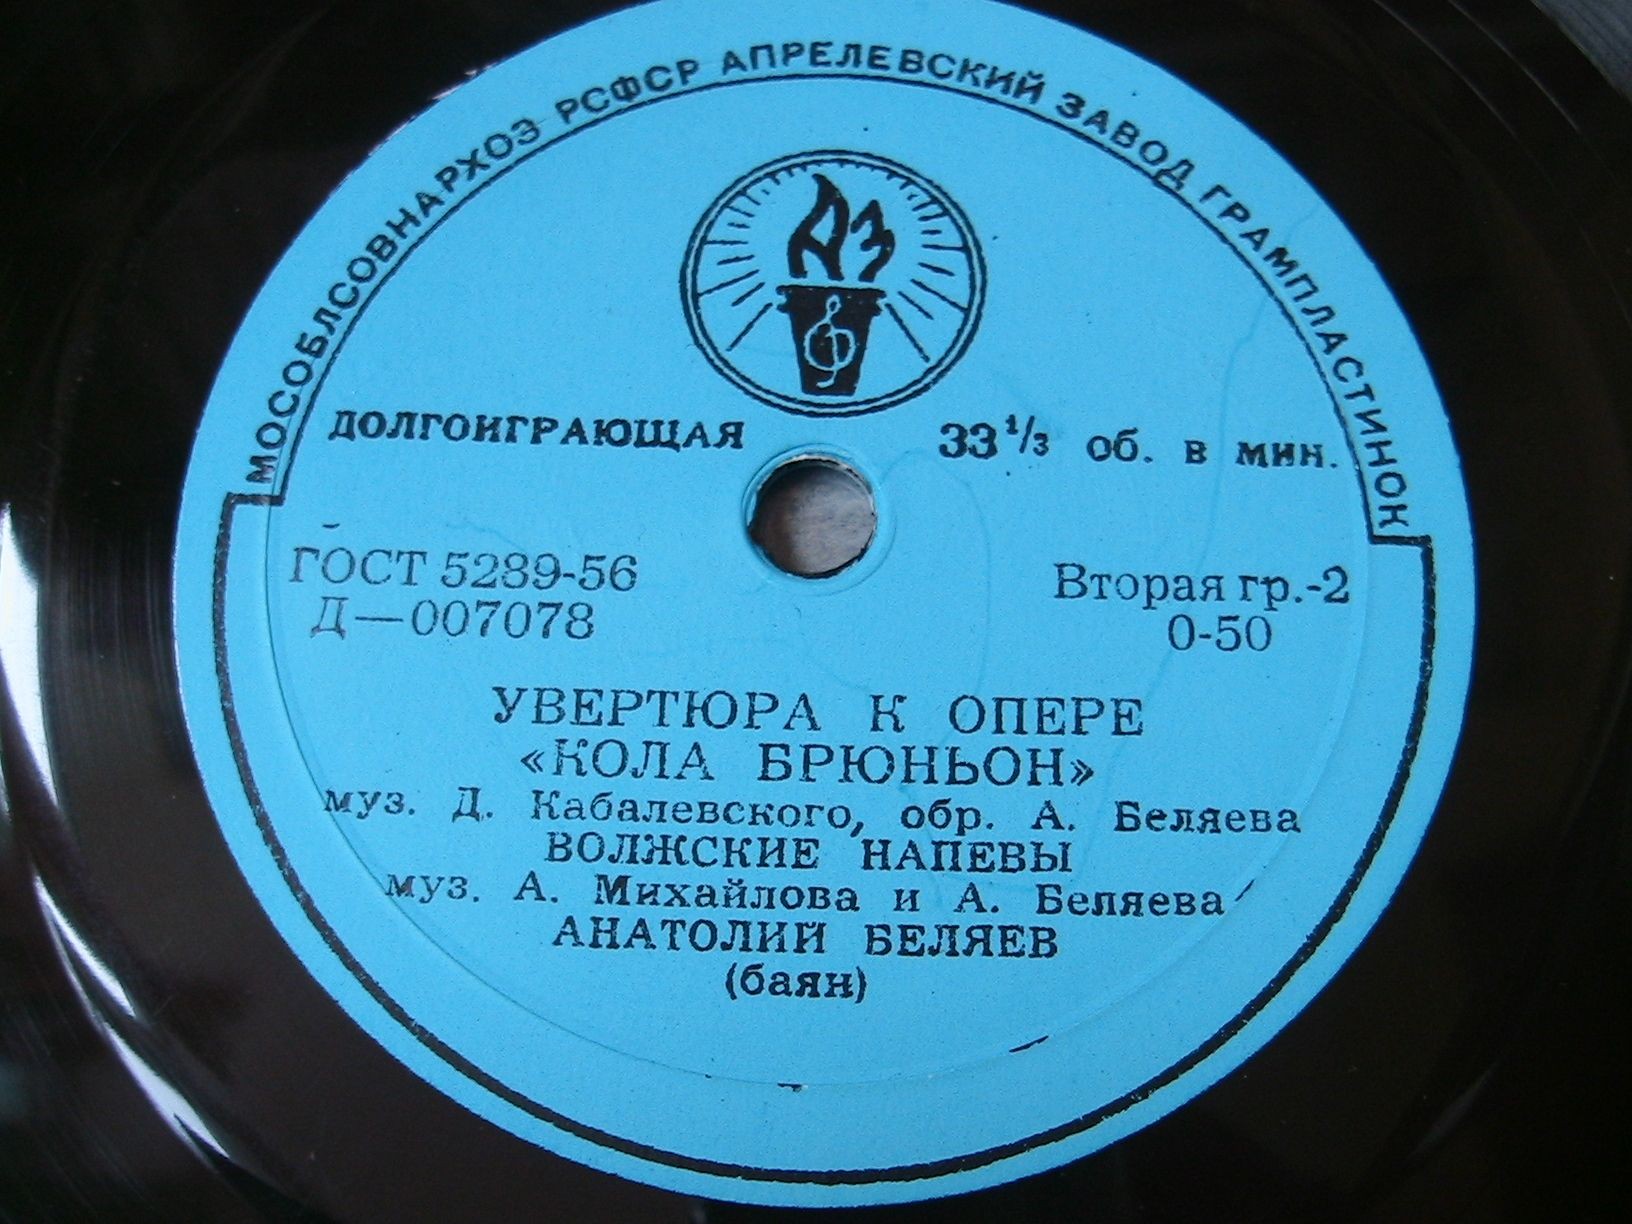 МОСОБЛСОВНАРХОЗ РСФСР АПРЕЛЕВСКИЙ ЗАВОД ГРАМПЛАСТИНОК
АЗ
ДОЛГОИГРАЮЩАЯ 33 1/3 об. в мин.
ГОСТ 5289-56
Д—007078
Вторая гр.-2
0-50
УВЕРТЮРА К ОПЕРЕ
«КОЛА БРЮНЬОН»
муз. Д. Кабалевского, обр. А. Беляева
ВОЛЖСКИЕ НАПЕВЫ
муз. А. Михайлова и А. Беляева
АНАТОЛИЙ БЕЛЯЕВ
(баян)